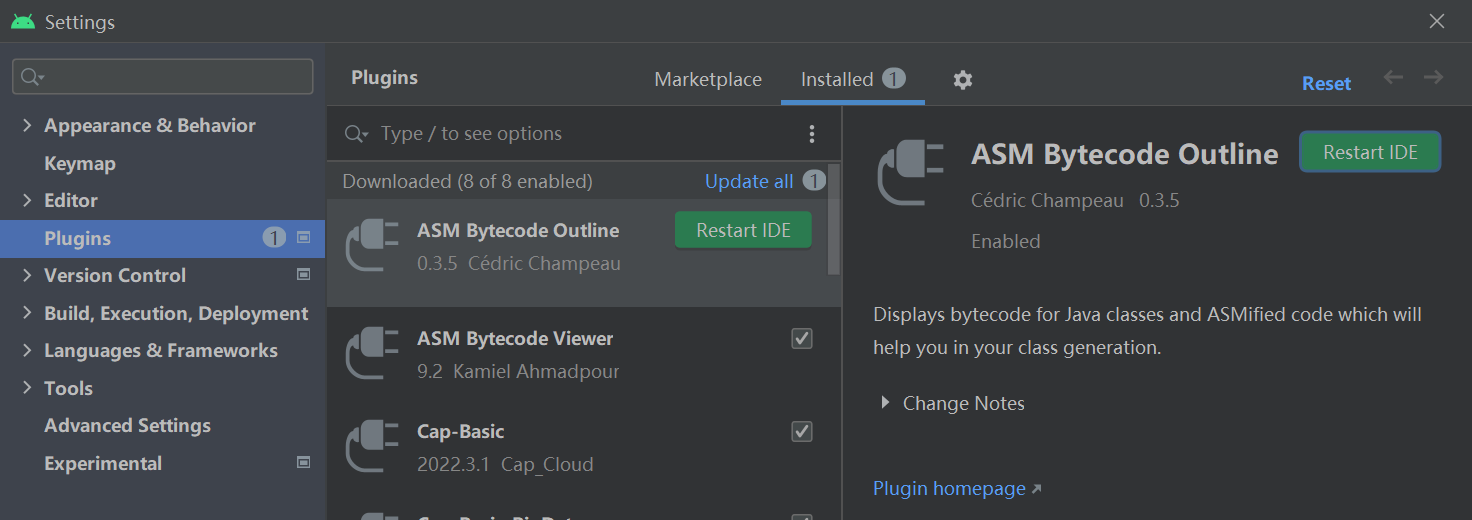 Settings
Appearance & Behavior
Keymap
Editor
Plugins 1
Version Control
Build, Execution, Deployment
Languages & Frameworks
Tools
Advanced Settings
Experimental
Plugins
Marketplace
Installed 1
Reset
Type / to see options
Downloaded (8 of 8 enabled)
Update all 1
ASM Bytecode Outline
Restart IDE
0.3.5 Cédric Champeau
ASM Bytecode Viewer
9.2 Kamiel Ahmadpour
Cap-Basic
2022.3.1 Cap_Cloud
ASM Bytecode Outline
Restart IDE
Cédric Champeau 0.3.5
Enabled
Displays bytecode for Java classes and ASMified code which will
help you in your class generation.
Change Notes
Plugin homepage